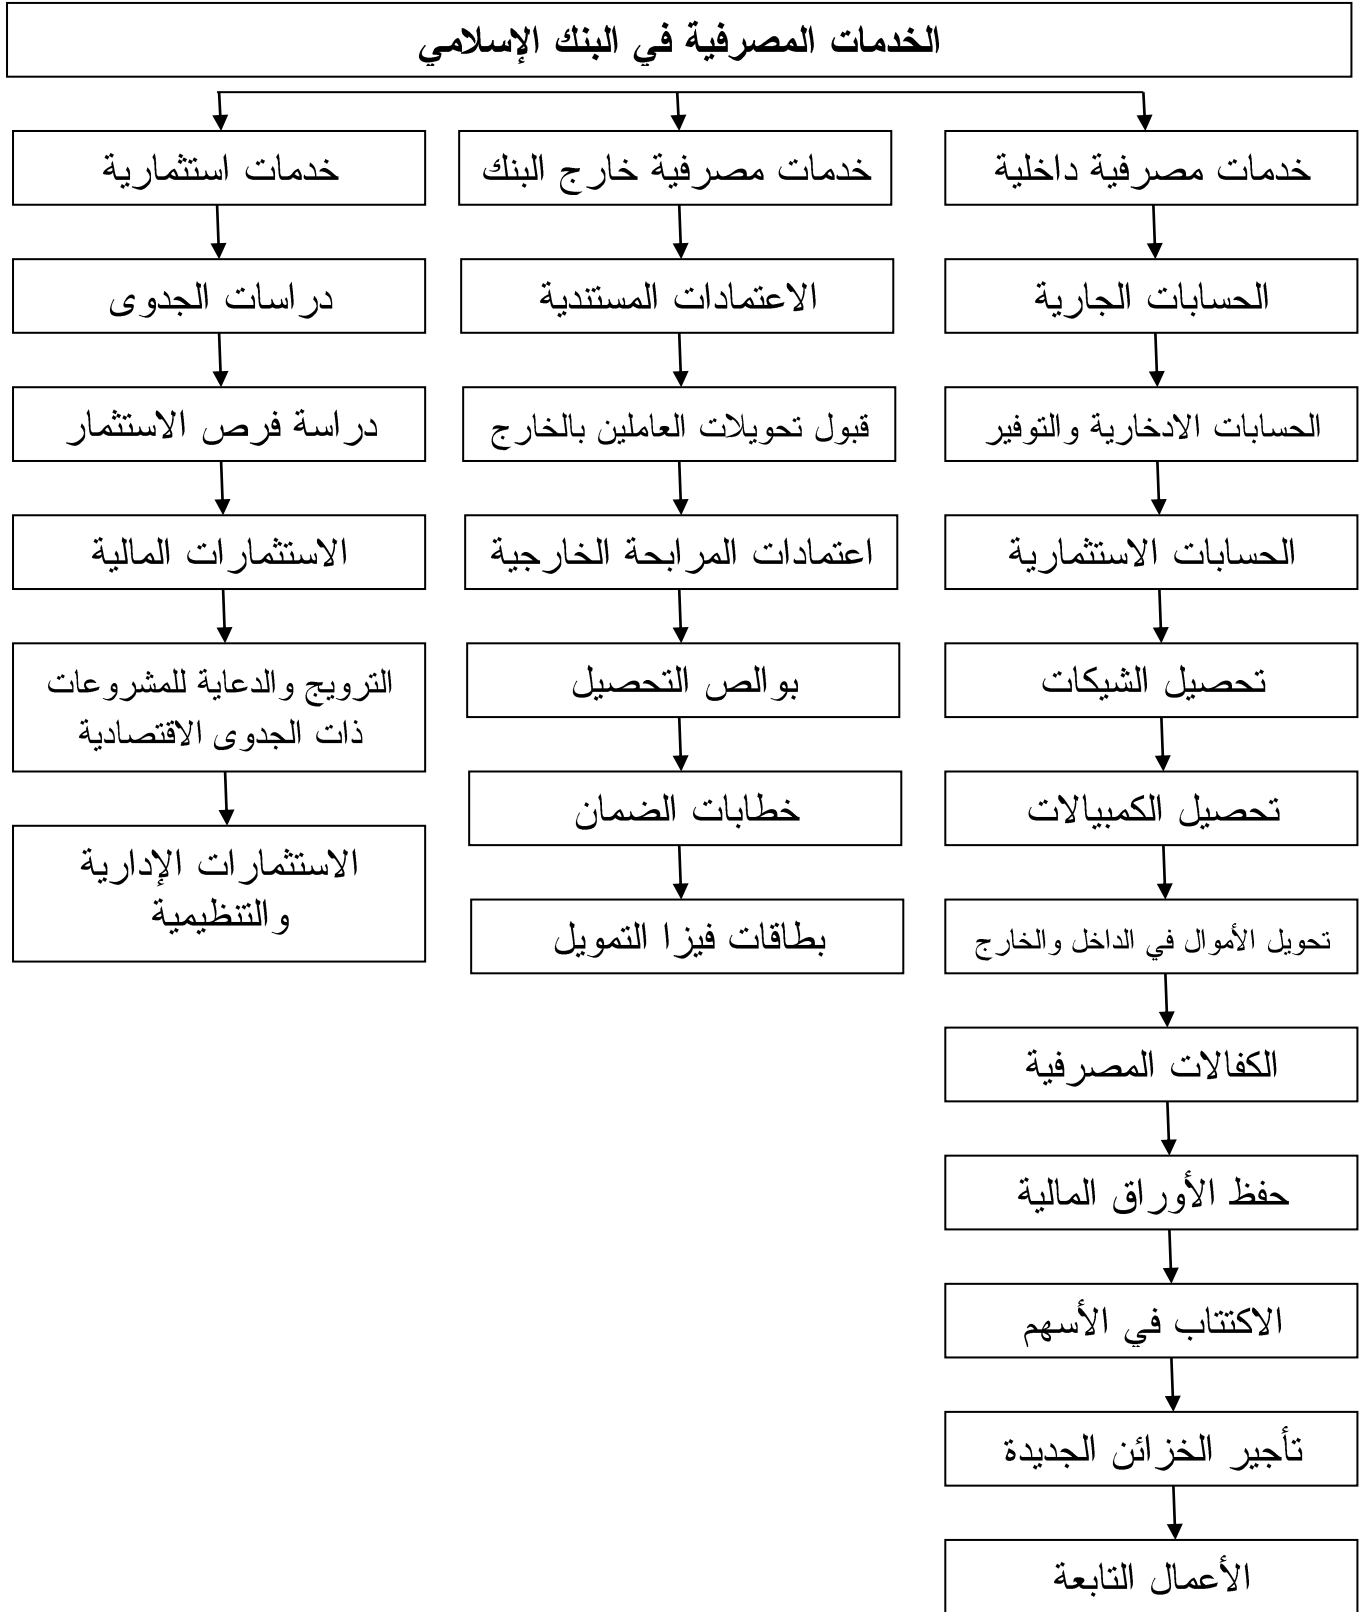 الخدمات المصرفية في البنك الإسلامي
خدمات مصرفية داخلية
الحسابات الجارية
الحسابات الادخارية والتوفير
الحسابات الاستثمارية
تحصيل الشيكات
تحصيل الكمبيالات
تحويل الأموال في الداخل والخارج
الكفالات المصرفية
حفظ الأوراق المالية
الاكتتاب في الأسهم
تأجير الخزائن الجديدة
الأعمال التابعة
خدمات مصرفية خارج البنك
الاعتمادات المستندية
قبول تحويلات العاملين بالخارج
اعتمادات المرابحة الخارجية
بوالص التحصيل
خطابات الضمان
بطاقات فيزا التمويل
خدمات استثمارية
دراسات الجدوى
دراسة فرص الاستثمار
الاستثمارات المالية
الترويج والدعاية للمشروعات
ذات الجدوى الاقتصادية
الاستثمارات الإدارية
والتنظيمية